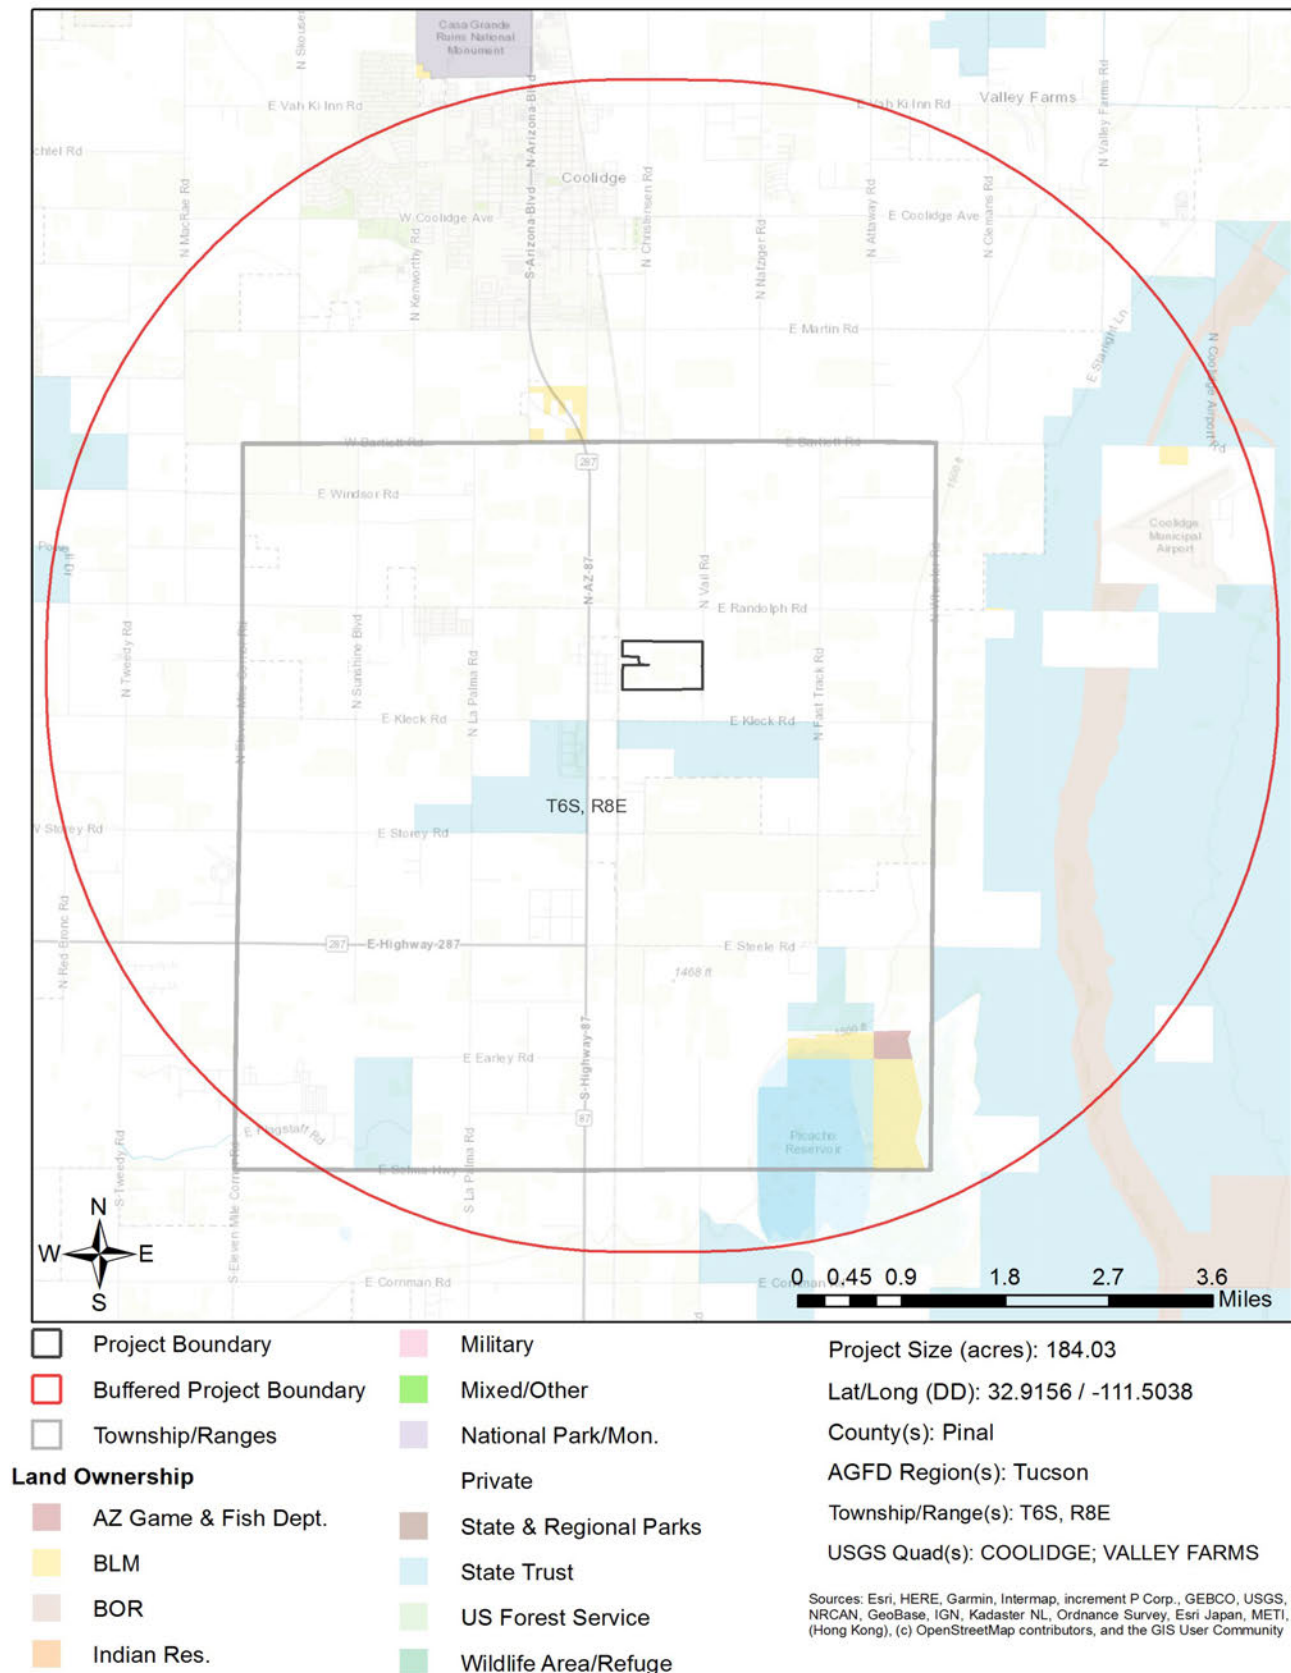 Casa Grande
Ruins National
Monument
N Skousen
E Vah Ki Inn Rd
N-Arizona-Blvd
E Vah Ki Inn Rd
Valley Farms
N Valley Farms Rd
chtel Rd
N MacRae Rd
Coolidge
W Coolidge Ave
N Kenworthy Rd
S-Arizona-Blvd
N Christensen Rd
N Nafziger Rd
N Attaway Rd
E Coolidge Ave
N Clemans Rd
E Martin Rd
E Starlight Ln
N Coolidge Airport Rd
W Bartlett Rd
287
E Bartlett Rd
1500 ft
E Windsor Rd
Coolidge
Municipal
Airport
N-AZ-87
N Vail Rd
N Wheeler Rd
E Randolph Rd
N Tweedy Rd
N Eleven Mile Corner Rd
N Sunshine Blvd
N La Palma Rd
N Fast Track Rd
E Kleck Rd
E Kleck Rd
T6S, R8E
W Storey Rd
E Storey Rd
N Red Bronc Rd
287
E-Highway-287
E Steele Rd
1468 ft
S-Highway-87
1500 ft
E Earley Rd
87
E Flagstaff Rd
Picacho
Reservoir
S Tweedy Rd
S Eleven Mile Corner Rd
E Selma Hwy
S La Palma Rd
N
W E
S
E Cornman Rd
E Cornman Rd
0 0.45 0.9 1.8 2.7 3.6
Miles
Project Boundary
Buffered Project Boundary
Township/Ranges
Land Ownership
AZ Game & Fish Dept.
BLM
BOR
Indian Res.
Military
Mixed/Other
National Park/Mon.
Private
State & Regional Parks
State Trust
US Forest Service
Wildlife Area/Refuge
Project Size (acres): 184.03
Lat/Long (DD): 32.9156 / -111.5038
County(s): Pinal
AGFD Region(s): Tucson
Township/Range(s): T6S, R8E
USGS Quad(s): COOLIDGE; VALLEY FARMS
Sources: Esri, HERE, Garmin, Intermap, increment P Corp., GEBCO, USGS,
NRCAN, GeoBase, IGN, Kadaster NL, Ordnance Survey, Esri Japan, METI,
(Hong Kong), (c) OpenStreetMap contributors, and the GIS User Community